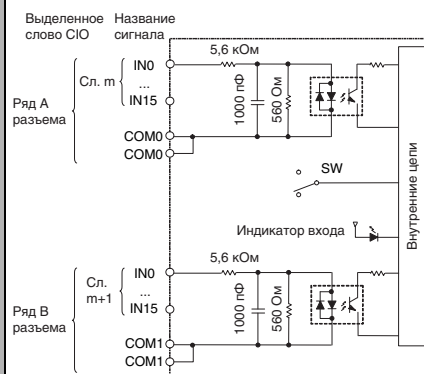 Выделенное слово CIO
Название сигнала
5,6 кОм
IN0
Сл. m
...
IN15
1000 пФ
560 Ом
Ряд A разъема
COM0
COM0
SW
Внутренние цепи
Индикатор входа
5,6 кОм
IN0
Сл. m+1
...
IN15
1000 пФ
560 Ом
Ряд B разъема
COM1
COM1